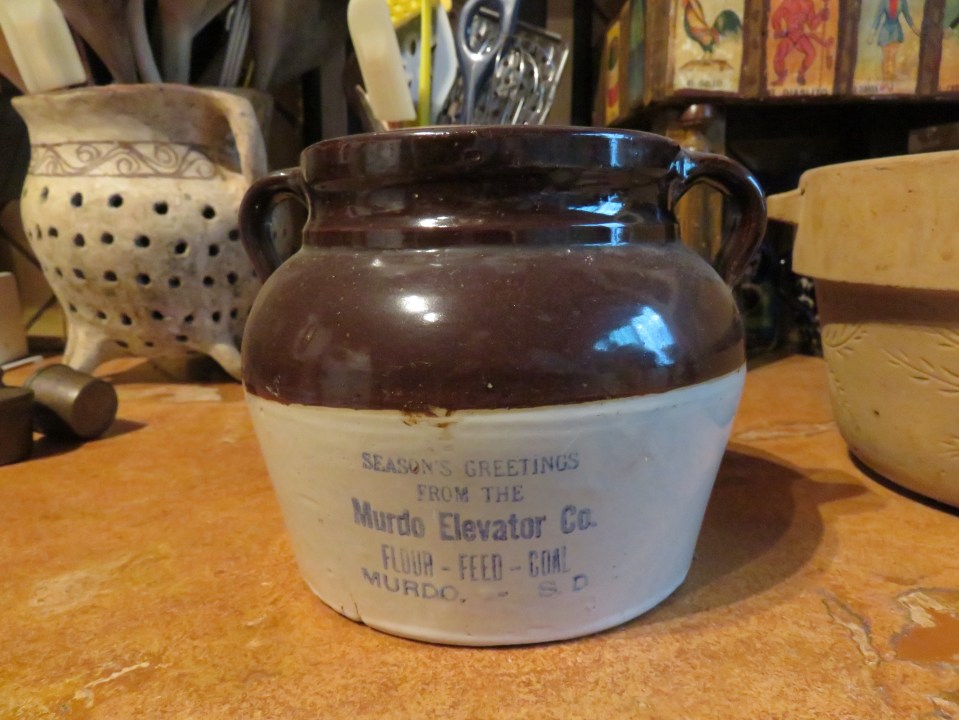 SEASON'S GREETINGS
FROM THE
Murdo Elevator Co.
FLOUR - FEED - COAL
MURDO, - S. D.